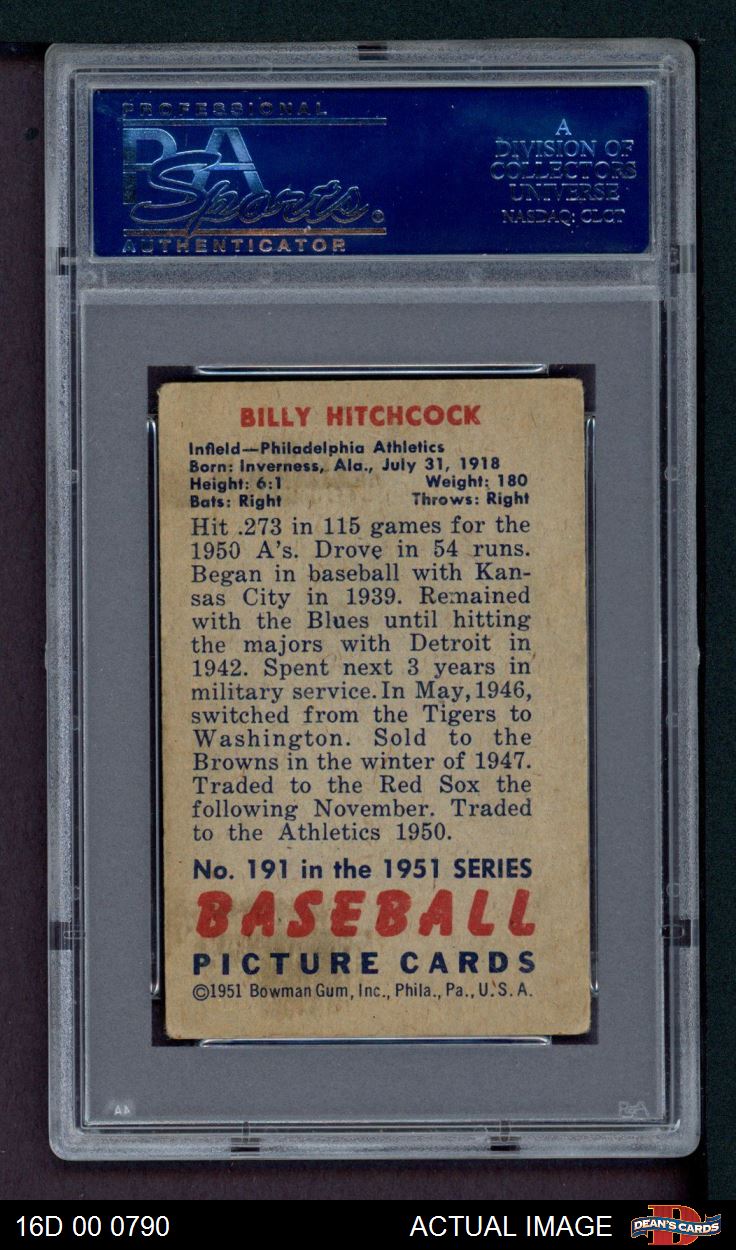 PROFESSIONAL
PSA
Sports
AUTHENTICATOR
A
DIVISION OF
COLLECTORS
UNIVERSE
NASDAQ: CLCT
BILLY HITCHCOCK
Infield—Philadelphia Athletics
Born: Inverness, Ala., July 31, 1918
Height: 6:1 Weight: 180
Bats: Right Throws: Right
Hit .273 in 115 games for the
1950 A's. Drove in 54 runs.
Began in baseball with Kan-
sas City in 1939. Remained
with the Blues until hitting
the majors with Detroit in
1942. Spent next 3 years in
military service. In May, 1946,
switched from the Tigers to
Washington. Sold to the
Browns in the winter of 1947.
Traded to the Red Sox the
following November. Traded
to the Athletics 1950.
No. 191 in the 1951 SERIES
BASEBALL
PICTURE CARDS
©1951 Bowman Gum, Inc., Phila., Pa., U.S.A.
PSA
16D 00 0790 ACTUAL IMAGE DEAN'S CARDS